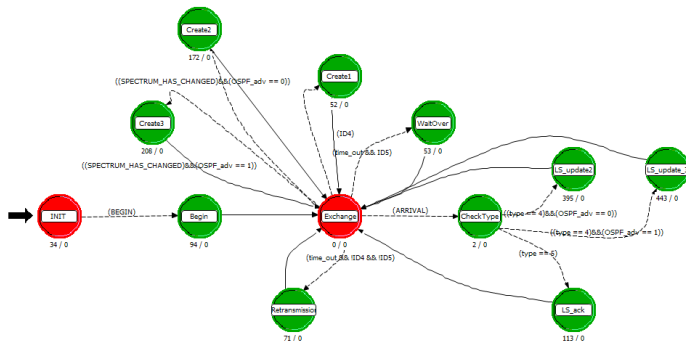 Create2
172 / 0
Create1
52 / 0
((SPECTRUM_HAS_CHANGED)&&(OSPF_adv == 0))
Create3
208 / 0
(ID4)
WaitOver
53 / 0
(time_out && ID5)
((SPECTRUM_HAS_CHANGED)&&(OSPF_adv == 1))
LS_update2
395 / 0
LS_update_
443 / 0
INIT
34 / 0
(BEGIN)
Begin
94 / 0
Exchange
0 / 0
(ARRIVAL)
CheckType
2 / 0
((type == 4)&&(OSPF_adv == 0))
((type == 4)&&(OSPF_adv == 1))
(time_out && !ID4 && !ID5)
(type == 5)
Retransmission
71 / 0
LS_ack
113 / 0